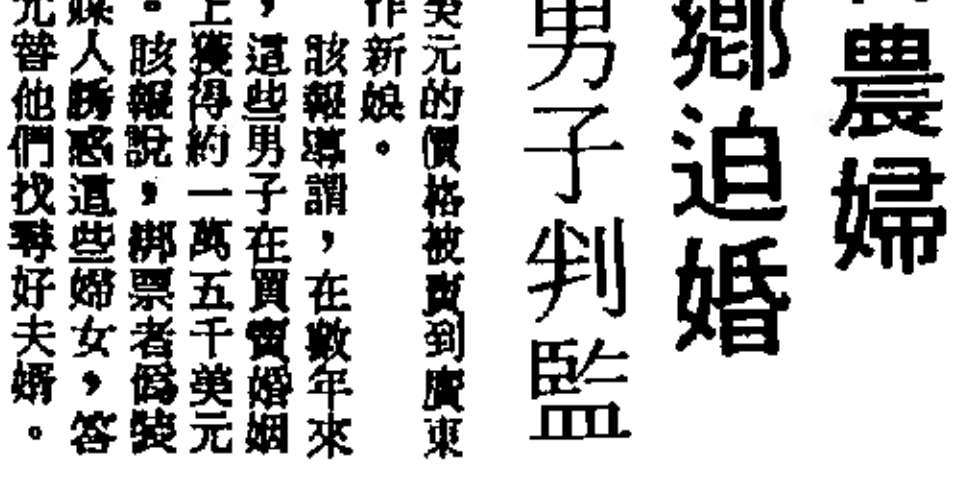 農婦
鄉迫婚
男子判監
美元的價格被賣到廣東
作新娘。
該報導謂,在數年來
,這些男子在買賣婚姻
上獲得約一萬五千美元
。該報說,綁票者偽裝
媒人誘惑這些婦女,答
允替他們找尋好夫婿。